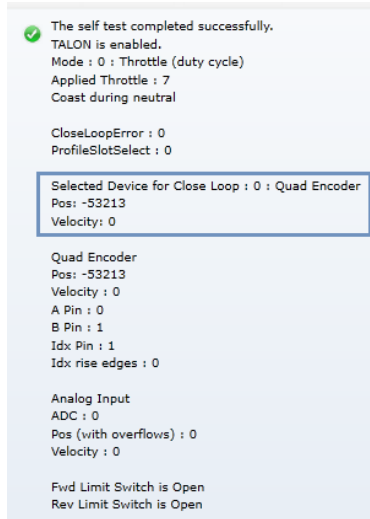 The self test completed successfully.
TALON is enabled.
Mode : 0 : Throttle (duty cycle)
Applied Throttle : 7
Coast during neutral
CloseLoopError : 0
ProfileSlotSelect : 0
Selected Device for Close Loop : 0 : Quad Encoder
Pos: -53213
Velocity: 0
Quad Encoder
Pos: -53213
Velocity : 0
A Pin : 0
B Pin : 1
Idx Pin : 1
Idx rise edges : 0
Analog Input
ADC : 0
Pos (with overflows) : 0
Velocity : 0
Fwd Limit Switch is Open
Rev Limit Switch is Open